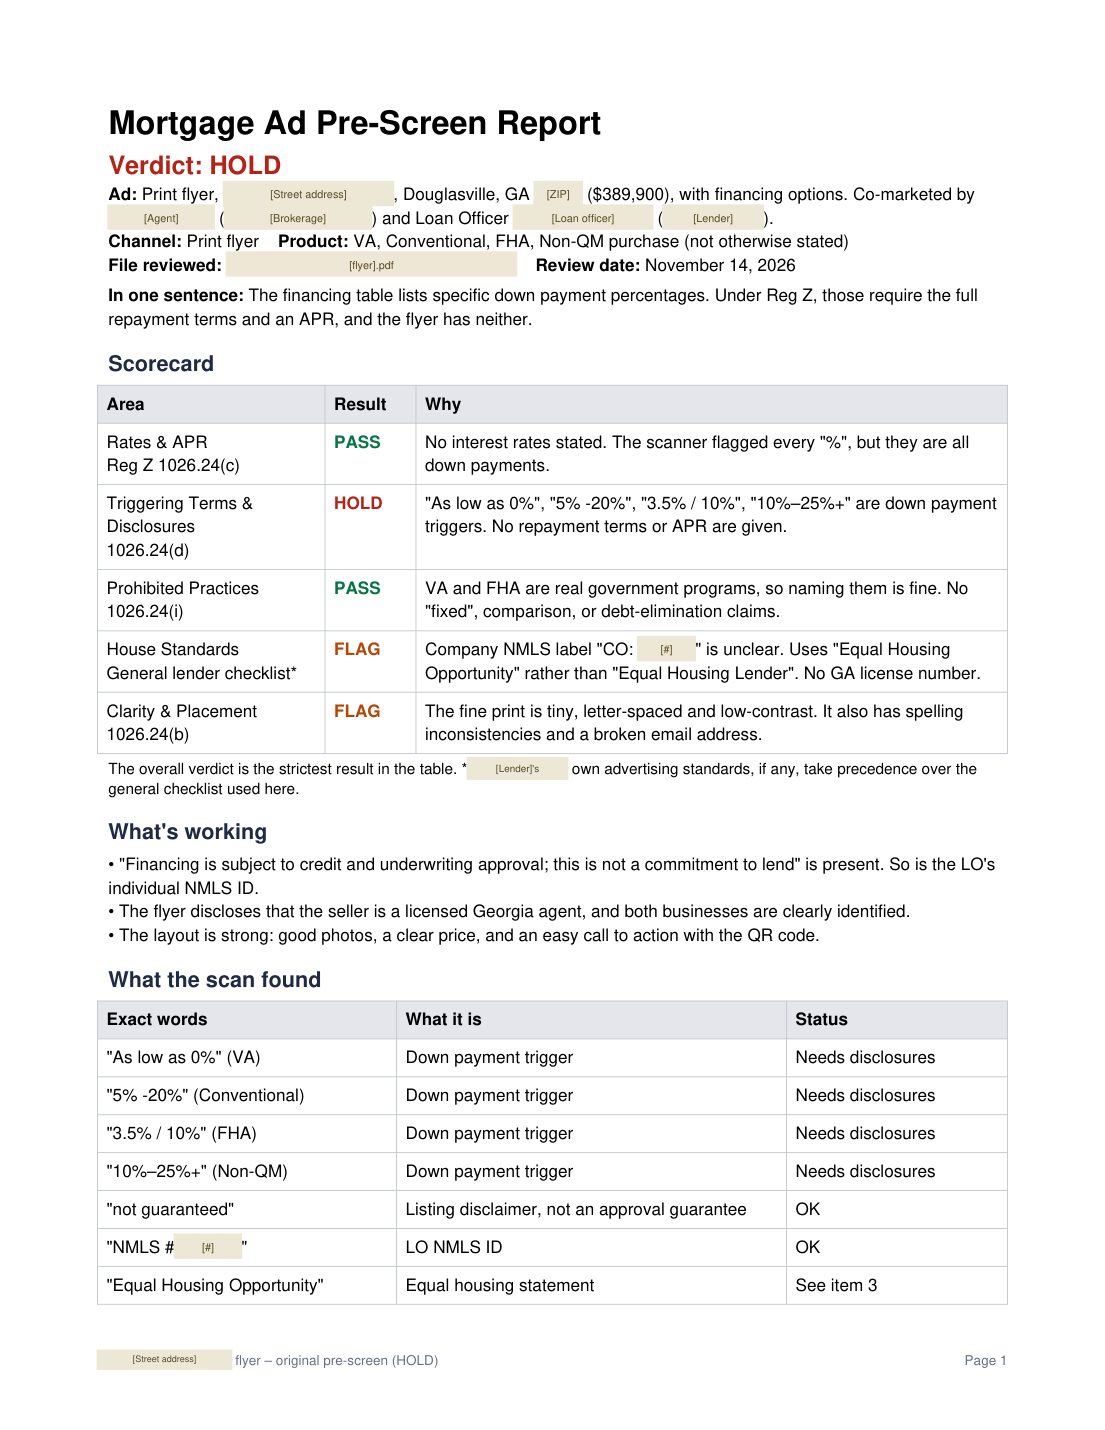 Mortgage Ad Pre-Screen Report
Verdict: HOLD
Ad: Print flyer, [Street address], Douglasville, GA [ZIP] ($389,900), with financing options. Co-marketed by
[Agent] ( [Brokerage] ) and Loan Officer [Loan officer] ( [Lender] ).
Channel: Print flyer Product: VA, Conventional, FHA, Non-QM purchase (not otherwise stated)
File reviewed: [flyer].pdf Review date: November 14, 2026
In one sentence: The financing table lists specific down payment percentages. Under Reg Z, those require the full
repayment terms and an APR, and the flyer has neither.
Scorecard
Area Result Why
Rates & APR PASS No interest rates stated. The scanner flagged every "%", but they are all
Reg Z 1026.24(c) down payments.
Triggering Terms & HOLD "As low as 0%", "5% -20%", "3.5% / 10%", "10%–25%+" are down payment
Disclosures triggers. No repayment terms or APR are given.
1026.24(d)
Prohibited Practices PASS VA and FHA are real government programs, so naming them is fine. No
1026.24(i) "fixed", comparison, or debt-elimination claims.
House Standards FLAG Company NMLS label "CO: [#]" is unclear. Uses "Equal Housing
General lender checklist* Opportunity" rather than "Equal Housing Lender". No GA license number.
Clarity & Placement FLAG The fine print is tiny, letter-spaced and low-contrast. It also has spelling
1026.24(b) inconsistencies and a broken email address.
The overall verdict is the strictest result in the table. *[Lender]'s own advertising standards, if any, take precedence over the
general checklist used here.
What's working
• "Financing is subject to credit and underwriting approval; this is not a commitment to lend" is present. So is the LO's
individual NMLS ID.
• The flyer discloses that the seller is a licensed Georgia agent, and both businesses are clearly identified.
• The layout is strong: good photos, a clear price, and an easy call to action with the QR code.
What the scan found
Exact words What it is Status
"As low as 0%" (VA) Down payment trigger Needs disclosures
"5% -20%" (Conventional) Down payment trigger Needs disclosures
"3.5% / 10%" (FHA) Down payment trigger Needs disclosures
"10%–25%+" (Non-QM) Down payment trigger Needs disclosures
"not guaranteed" Listing disclaimer, not an approval guarantee OK
"NMLS #[#]" LO NMLS ID OK
"Equal Housing Opportunity" Equal housing statement See item 3
[Street address] flyer – original pre-screen (HOLD) Page 1